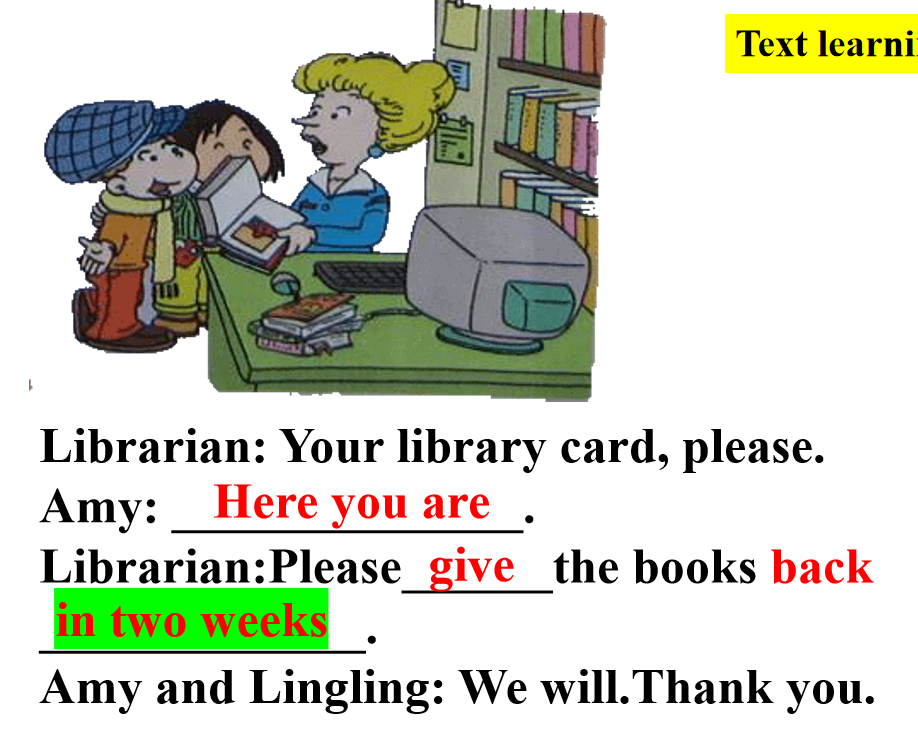 Text
Librarian: Your library card, please.
Amy: Here you are.
Librarian:Please give the books back
in two weeks.
Amy and Lingling: We will.Thank you.